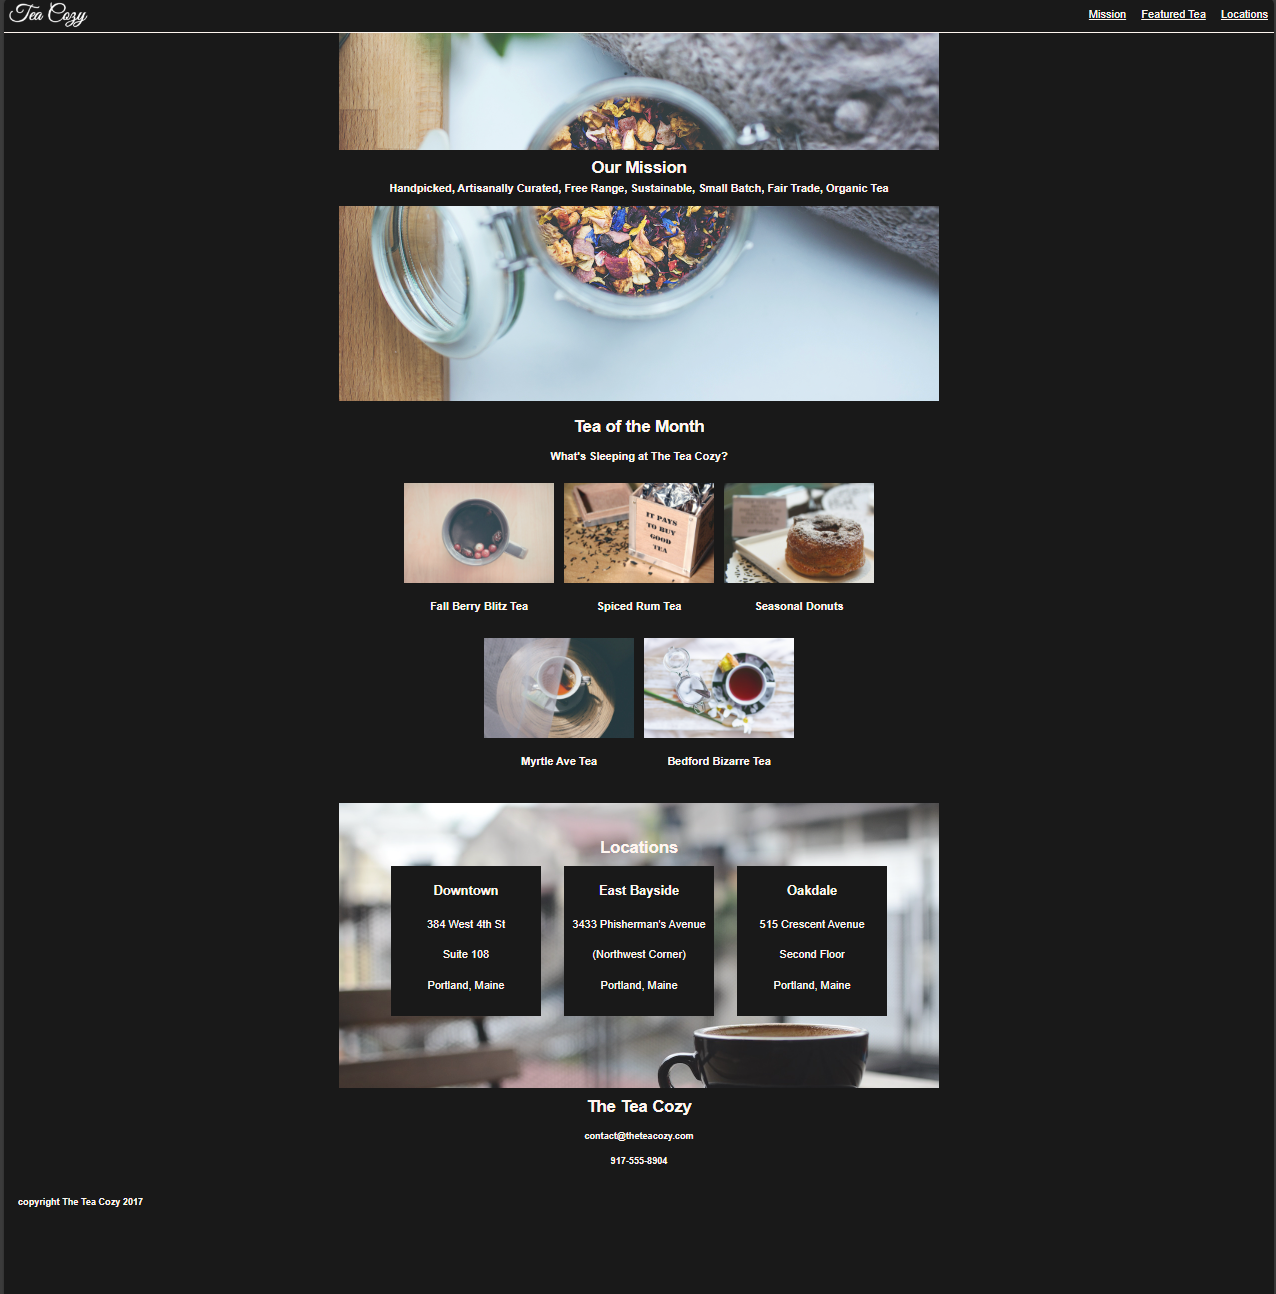 Tea Cozy
Mission Featured Tea Locations
Our Mission
Handpicked, Artisanally Curated, Free Range, Sustainable, Small Batch, Fair Trade, Organic Tea
Tea of the Month
What's Sleeping at The Tea Cozy?
IT PAYS
TO BUY
GOOD
TEA
Fall Berry Blitz Tea
Spiced Rum Tea
Seasonal Donuts
Myrtle Ave Tea
Bedford Bizarre Tea
Locations
Downtown
384 West 4th St
Suite 108
Portland, Maine
East Bayside
3433 Phisherman's Avenue
(Northwest Corner)
Portland, Maine
Oakdale
515 Crescent Avenue
Second Floor
Portland, Maine
The Tea Cozy
contact@theteacozy.com
917-555-8904
copyright The Tea Cozy 2017